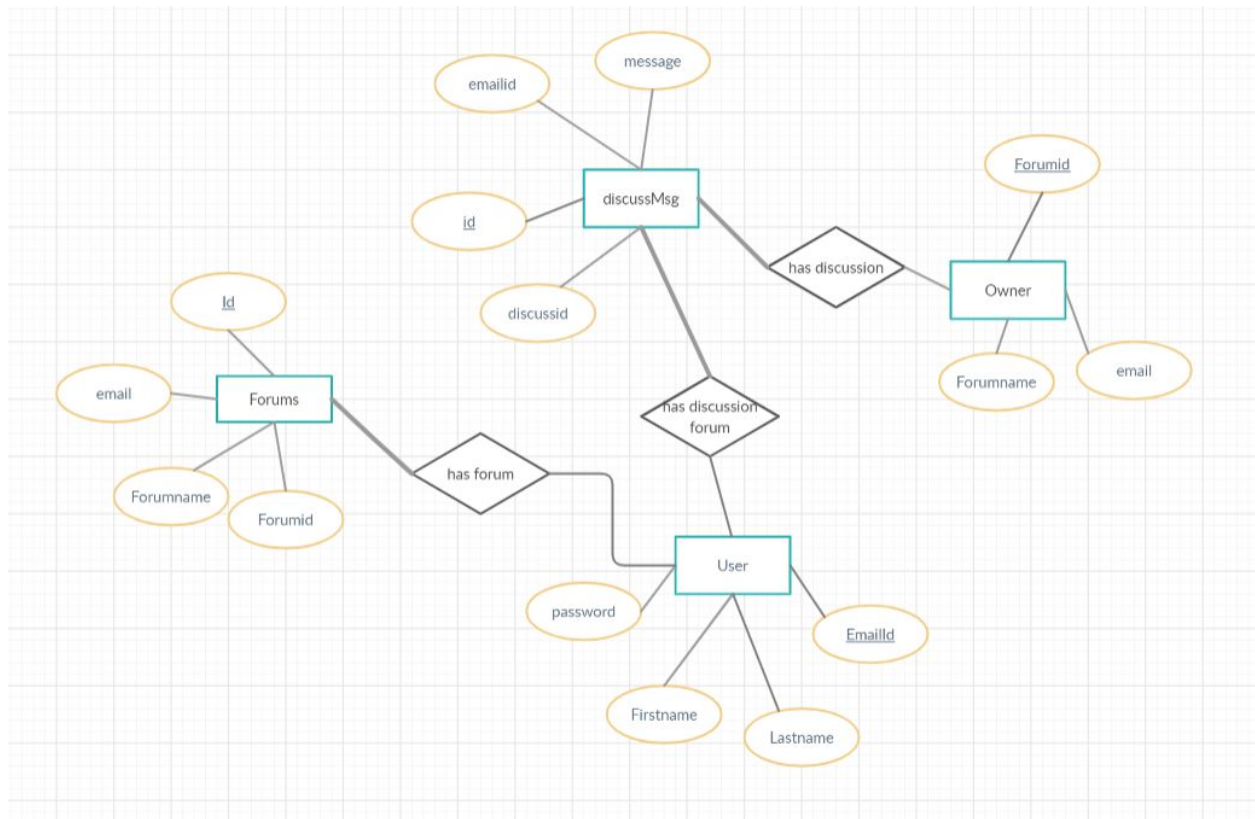 message
emailid
Forumid
discussMsg
id
has discussion
Owner
Id
discussid
email
Forumname
email
Forums
has discussion
forum
has forum
Forumname
Forumid
User
password
EmailId
Firstname
Lastname